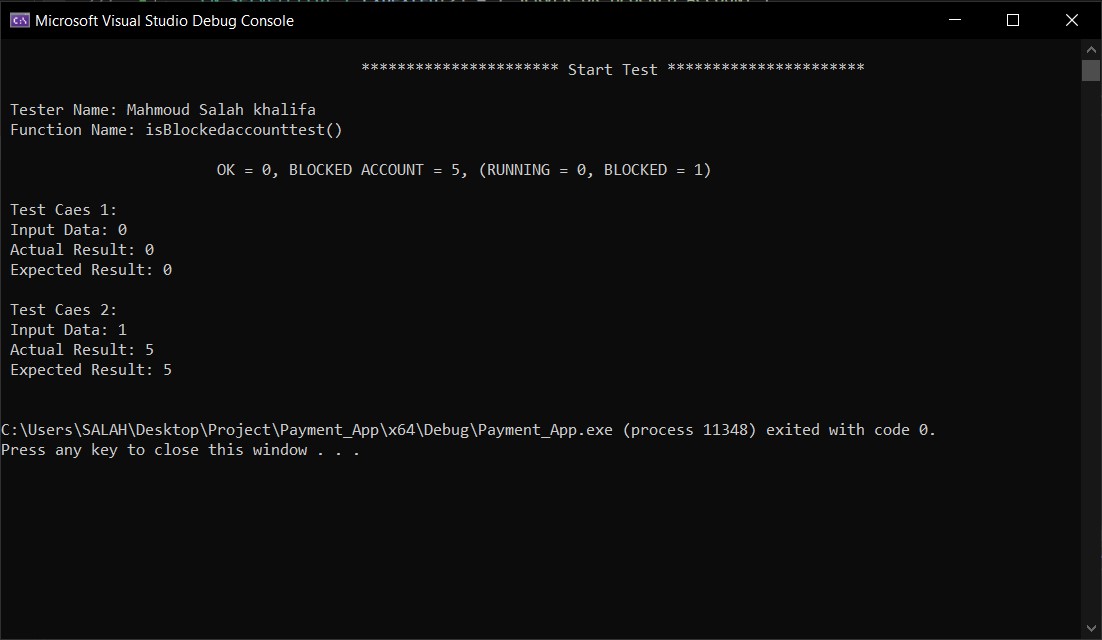 Microsoft Visual Studio Debug Console
********************** Start Test **********************
Tester Name: Mahmoud Salah khalifa
Function Name: isBlockedaccounttest()
OK = 0, BLOCKED ACCOUNT = 5, (RUNNING = 0, BLOCKED = 1)
Test Caes 1:
Input Data: 0
Actual Result: 0
Expected Result: 0
Test Caes 2:
Input Data: 1
Actual Result: 5
Expected Result: 5
C:\Users\SALAH\Desktop\Project\Payment_App\x64\Debug\Payment_App.exe (process 11348) exited with code 0.
Press any key to close this window . . .